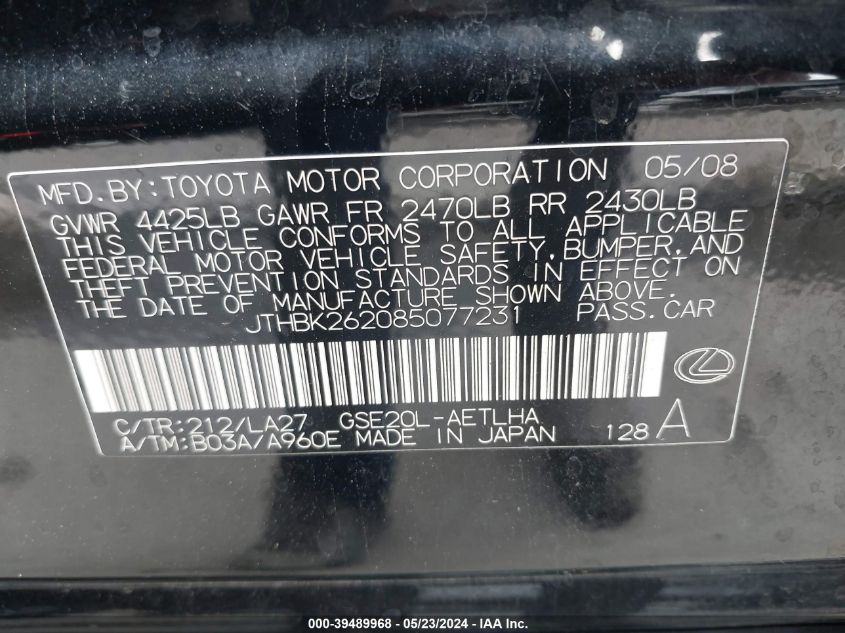 MFD.BY:TOYOTA MOTOR CORPORATION 05/08
GVWR 4425LB GAWR FR 2470LB RR 2430LB
THIS VEHICLE CONFORMS TO ALL APPLICABLE
FEDERAL MOTOR VEHICLE SAFETY,BUMPER,AND
THEFT PREVENTION STANDARDS IN EFFECT ON
THE DATE OF MANUFACTURE SHOWN ABOVE.
JTHBK262085077231 PASS.CAR
C/TR:212/LA27 GSE20L-AETLHA
A/TM:B03A/A960E MADE IN JAPAN 128 A
000-39489968 - 05/23/2024 - IAA Inc.